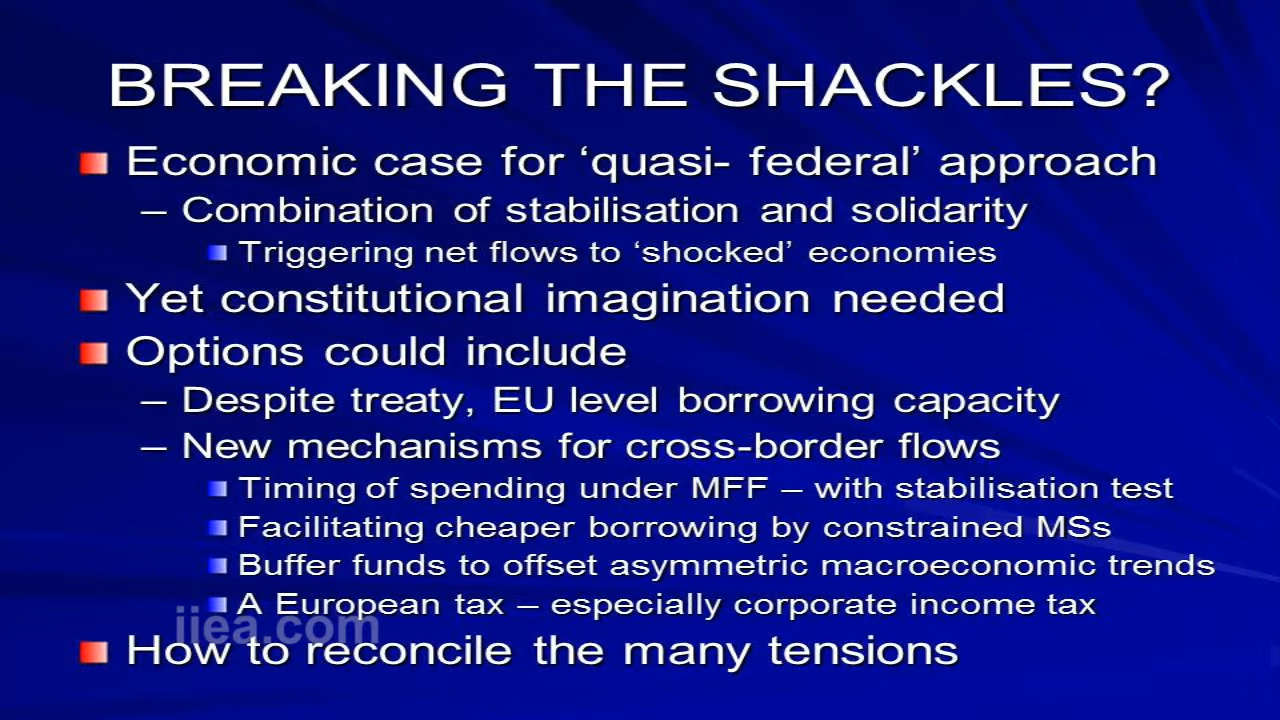 BREAKING THE SHACKLES?
Economic case for ‘quasi- federal’ approach
– Combination of stabilisation and solidarity
Triggering net flows to ‘shocked’ economies
Yet constitutional imagination needed
Options could include
– Despite treaty, EU level borrowing capacity
– New mechanisms for cross-border flows
Timing of spending under MFF – with stabilisation test
Facilitating cheaper borrowing by constrained MSs
Buffer funds to offset asymmetric macroeconomic trends
A European tax – especially corporate income tax
iiea.com
How to reconcile the many tensions